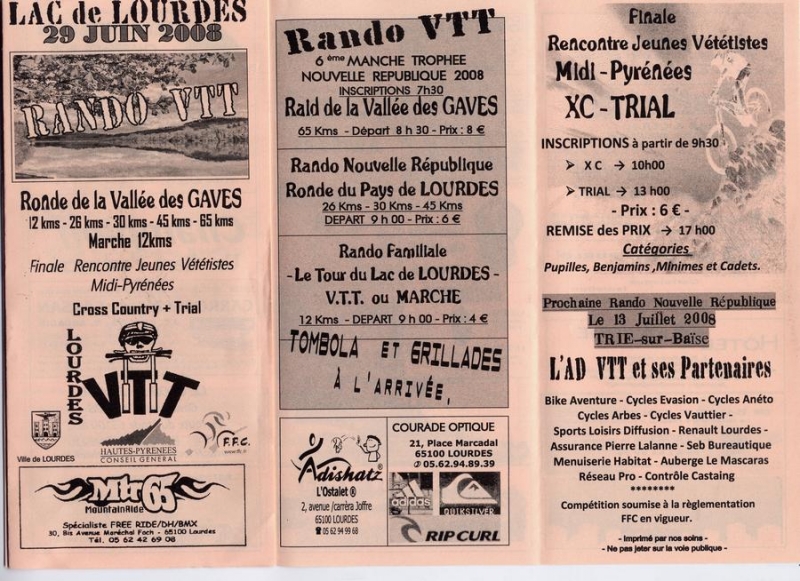 LAC de LOURDES
29 JUIN 2008
RANDO VTT
Ronde de la Vallée des GAVES
12 kms - 26 kms - 30 kms - 45 kms - 65 kms
Marche 12kms
Finale Rencontre Jeunes Vététistes
Midi-Pyrénées
Cross Country + Trial
LOURDES
VTT
Ville de LOURDES
HAUTES-PYRENEES
CONSEIL GENERAL
F.F.C.
Mtr 65
MountainRide
Spécialiste FREE RIDE/DH/BMX
30, Bis Avenue Maréchal Foch - 65100 Lourdes
Tél. 05 62 42 69 08
Rando VTT
6 ème MANCHE TROPHEE
NOUVELLE REPUBLIQUE 2008
INSCRIPTIONS 7h30
Raid de la Vallée des GAVES
65 Kms - Départ 8 h 30 - Prix : 8 €
Rando Nouvelle République
Ronde du Pays de LOURDES
26 Kms - 30 Kms - 45 Kms
DEPART 9 h 00 - Prix : 6 €
Rando Familiale
- Le Tour du Lac de LOURDES -
V.T.T. ou MARCHE
12 Kms - DEPART 9 h 00 - Prix : 4 €
TOMBOLA ET GRILLADES
À L'ARRIVÉE.
Adishatz
L'Ostalet ®
2, avenue /carrèra Joffre
65100 LOURDES
☎ 05 62 94 99 68
COURADE OPTIQUE
21, Place Marcadal
65100 LOURDES
✆ 05.62.94.89.39
adidas
QUIKSILVER
RIP CURL
Finale
Rencontre Jeunes Vététistes
Midi - Pyrénées
XC - TRIAL
INSCRIPTIONS à partir de 9h30
➢ X C → 10h00
➢ TRIAL → 13 h00
- Prix : 6 € -
REMISE des PRIX → 17 h00
Catégories
Pupilles, Benjamins ,Minimes et Cadets.
Prochaine Rando Nouvelle République
Le 13 Juillet 2008
TRIE-sur-Baïse
L'AD VTT et ses Partenaires
Bike Aventure - Cycles Evasion - Cycles Anéto
Cycles Arbes - Cycles Vauttier -
Sports Loisirs Diffusion - Renault Lourdes -
Assurance Pierre Lalanne - Seb Bureautique
Menuiserie Habitat - Auberge Le Mascaras
Réseau Pro - Contrôle Castaing
********
Compétition soumise à la règlementation
FFC en vigueur.
- Imprimé par nos soins -
- Ne pas jeter sur la voie publique -